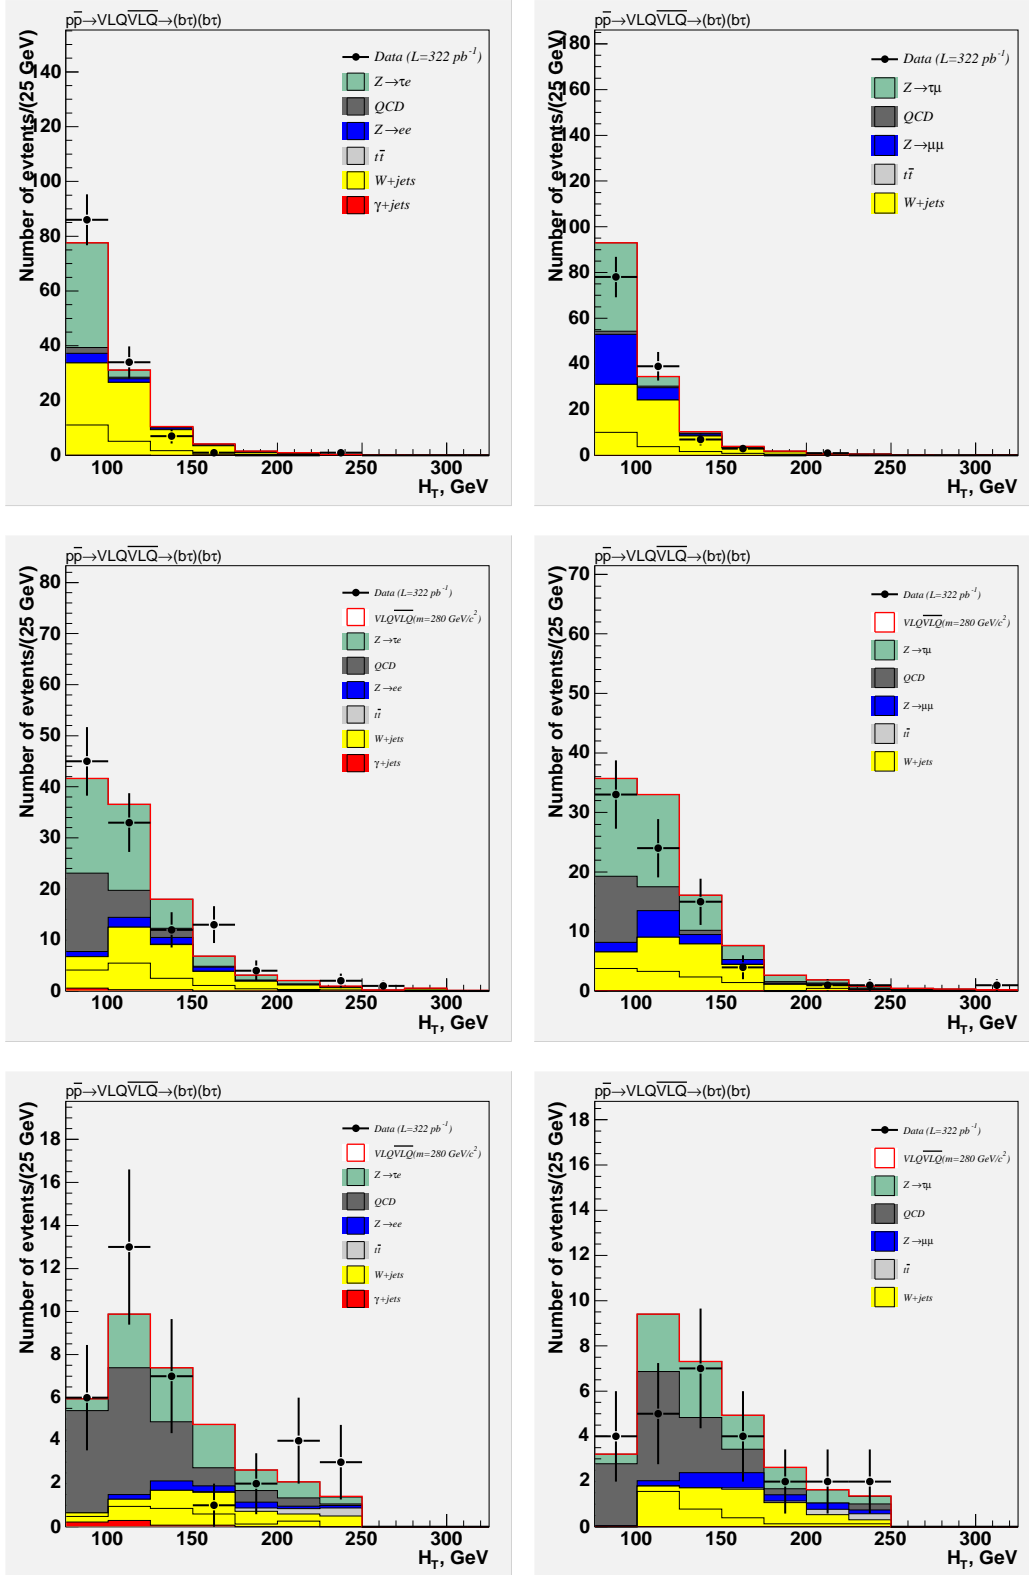 pp̅→VLQV̅L̅Q̅→(bτ)(bτ)
Number of evtents/(25 GeV)
Data (L=322 pb⁻¹)
Z→τe
QCD
Z→ee
tt̅
W+jets
γ+jets
140
120
100
80
60
40
20
0
100 150 200 250 300
H_T, GeV
pp̅→VLQV̅L̅Q̅→(bτ)(bτ)
Number of evtents/(25 GeV)
Data (L=322 pb⁻¹)
Z→τμ
QCD
Z→μμ
tt̅
W+jets
180
160
140
120
100
80
60
40
20
0
100 150 200 250 300
H_T, GeV
pp̅→VLQV̅L̅Q̅→(bτ)(bτ)
Number of evtents/(25 GeV)
Data (L=322 pb⁻¹)
VLQV̅L̅Q̅(m=280 GeV/c²)
Z→τe
QCD
Z→ee
tt̅
W+jets
γ+jets
80
70
60
50
40
30
20
10
0
100 150 200 250 300
H_T, GeV
pp̅→VLQV̅L̅Q̅→(bτ)(bτ)
Number of evtents/(25 GeV)
Data (L=322 pb⁻¹)
VLQV̅L̅Q̅(m=280 GeV/c²)
Z→τμ
QCD
Z→μμ
tt̅
W+jets
70
60
50
40
30
20
10
0
100 150 200 250 300
H_T, GeV
pp̅→VLQV̅L̅Q̅→(bτ)(bτ)
Number of evtents/(25 GeV)
Data (L=322 pb⁻¹)
VLQV̅L̅Q̅(m=280 GeV/c²)
Z→τe
QCD
Z→ee
tt̅
W+jets
γ+jets
18
16
14
12
10
8
6
4
2
0
100 150 200 250 300
H_T, GeV
pp̅→VLQV̅L̅Q̅→(bτ)(bτ)
Number of evtents/(25 GeV)
Data (L=322 pb⁻¹)
VLQV̅L̅Q̅(m=280 GeV/c²)
Z→τμ
QCD
Z→μμ
tt̅
W+jets
18
16
14
12
10
8
6
4
2
0
100 150 200 250 300
H_T, GeV